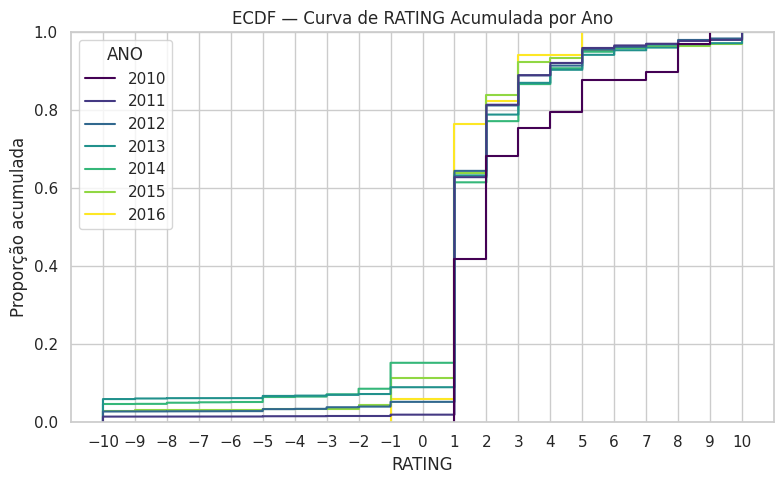 ECDF — Curva de RATING Acumulada por Ano
Proporção acumulada
1.0
0.8
0.6
0.4
0.2
0.0
ANO
2010
2011
2012
2013
2014
2015
2016
−10 −9 −8 −7 −6 −5 −4 −3 −2 −1 0 1 2 3 4 5 6 7 8 9 10
RATING